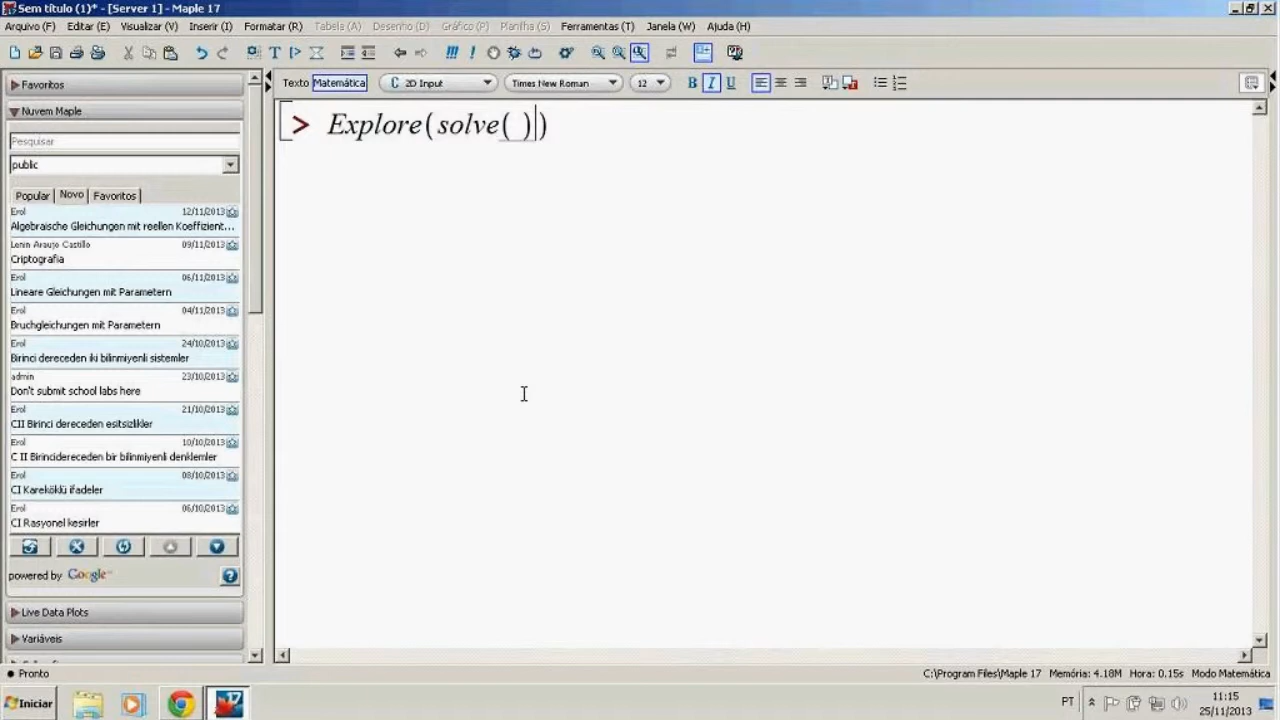 Sem título (1)* - [Server 1] - Maple 17
Arquivo (F) Editar (E) Visualizar (V) Inserir (I) Formatar (R) Tabela (A) Desenho (D) Gráfico (P) Planilha (S) Ferramentas (T) Janela (W) Ajuda (H)
Texto Matemática C 2D Input Times New Roman 12 B I U
Favoritos
Nuvem Maple
Pesquisar
public
Popular Novo Favoritos
Erol 12/11/2013
Algebraische Gleichungen mit reellen Koeffizient...
Lenin Araujo Castillo 09/11/2013
Criptografia
Erol 06/11/2013
Lineare Gleichungen mit Parametern
Erol 04/11/2013
Bruchgleichungen mit Parametern
Erol 24/10/2013
Birinci dereceden iki bilinmiyenli sistemler
admin 23/10/2013
Don't submit school labs here
Erol 21/10/2013
CII Birinci dereceden esitsizlikler
Erol 10/10/2013
C II Birincidereceden bir bilinmiyenli denklemler
Erol 08/10/2013
CI Kareköklü ifadeler
Erol 06/10/2013
CI Rasyonel kesirler
powered by Google™
Live Data Plots
Variáveis
> Explore(solve( ))
Pronto
C:\Program Files\Maple 17 Memória: 4.18M Hora: 0.15s Modo Matemática
Iniciar
17
PT
11:15
25/11/2013